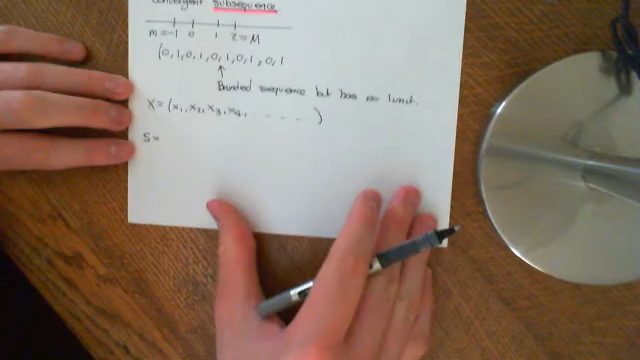 convergent subsequence
m=-1 0 1 2=M
(0,1,0,1,0,1,0,1,0,1
Bounded sequence but has no limit.
X = (x₁, x₂, x₃, x₄, . . . . )
S =